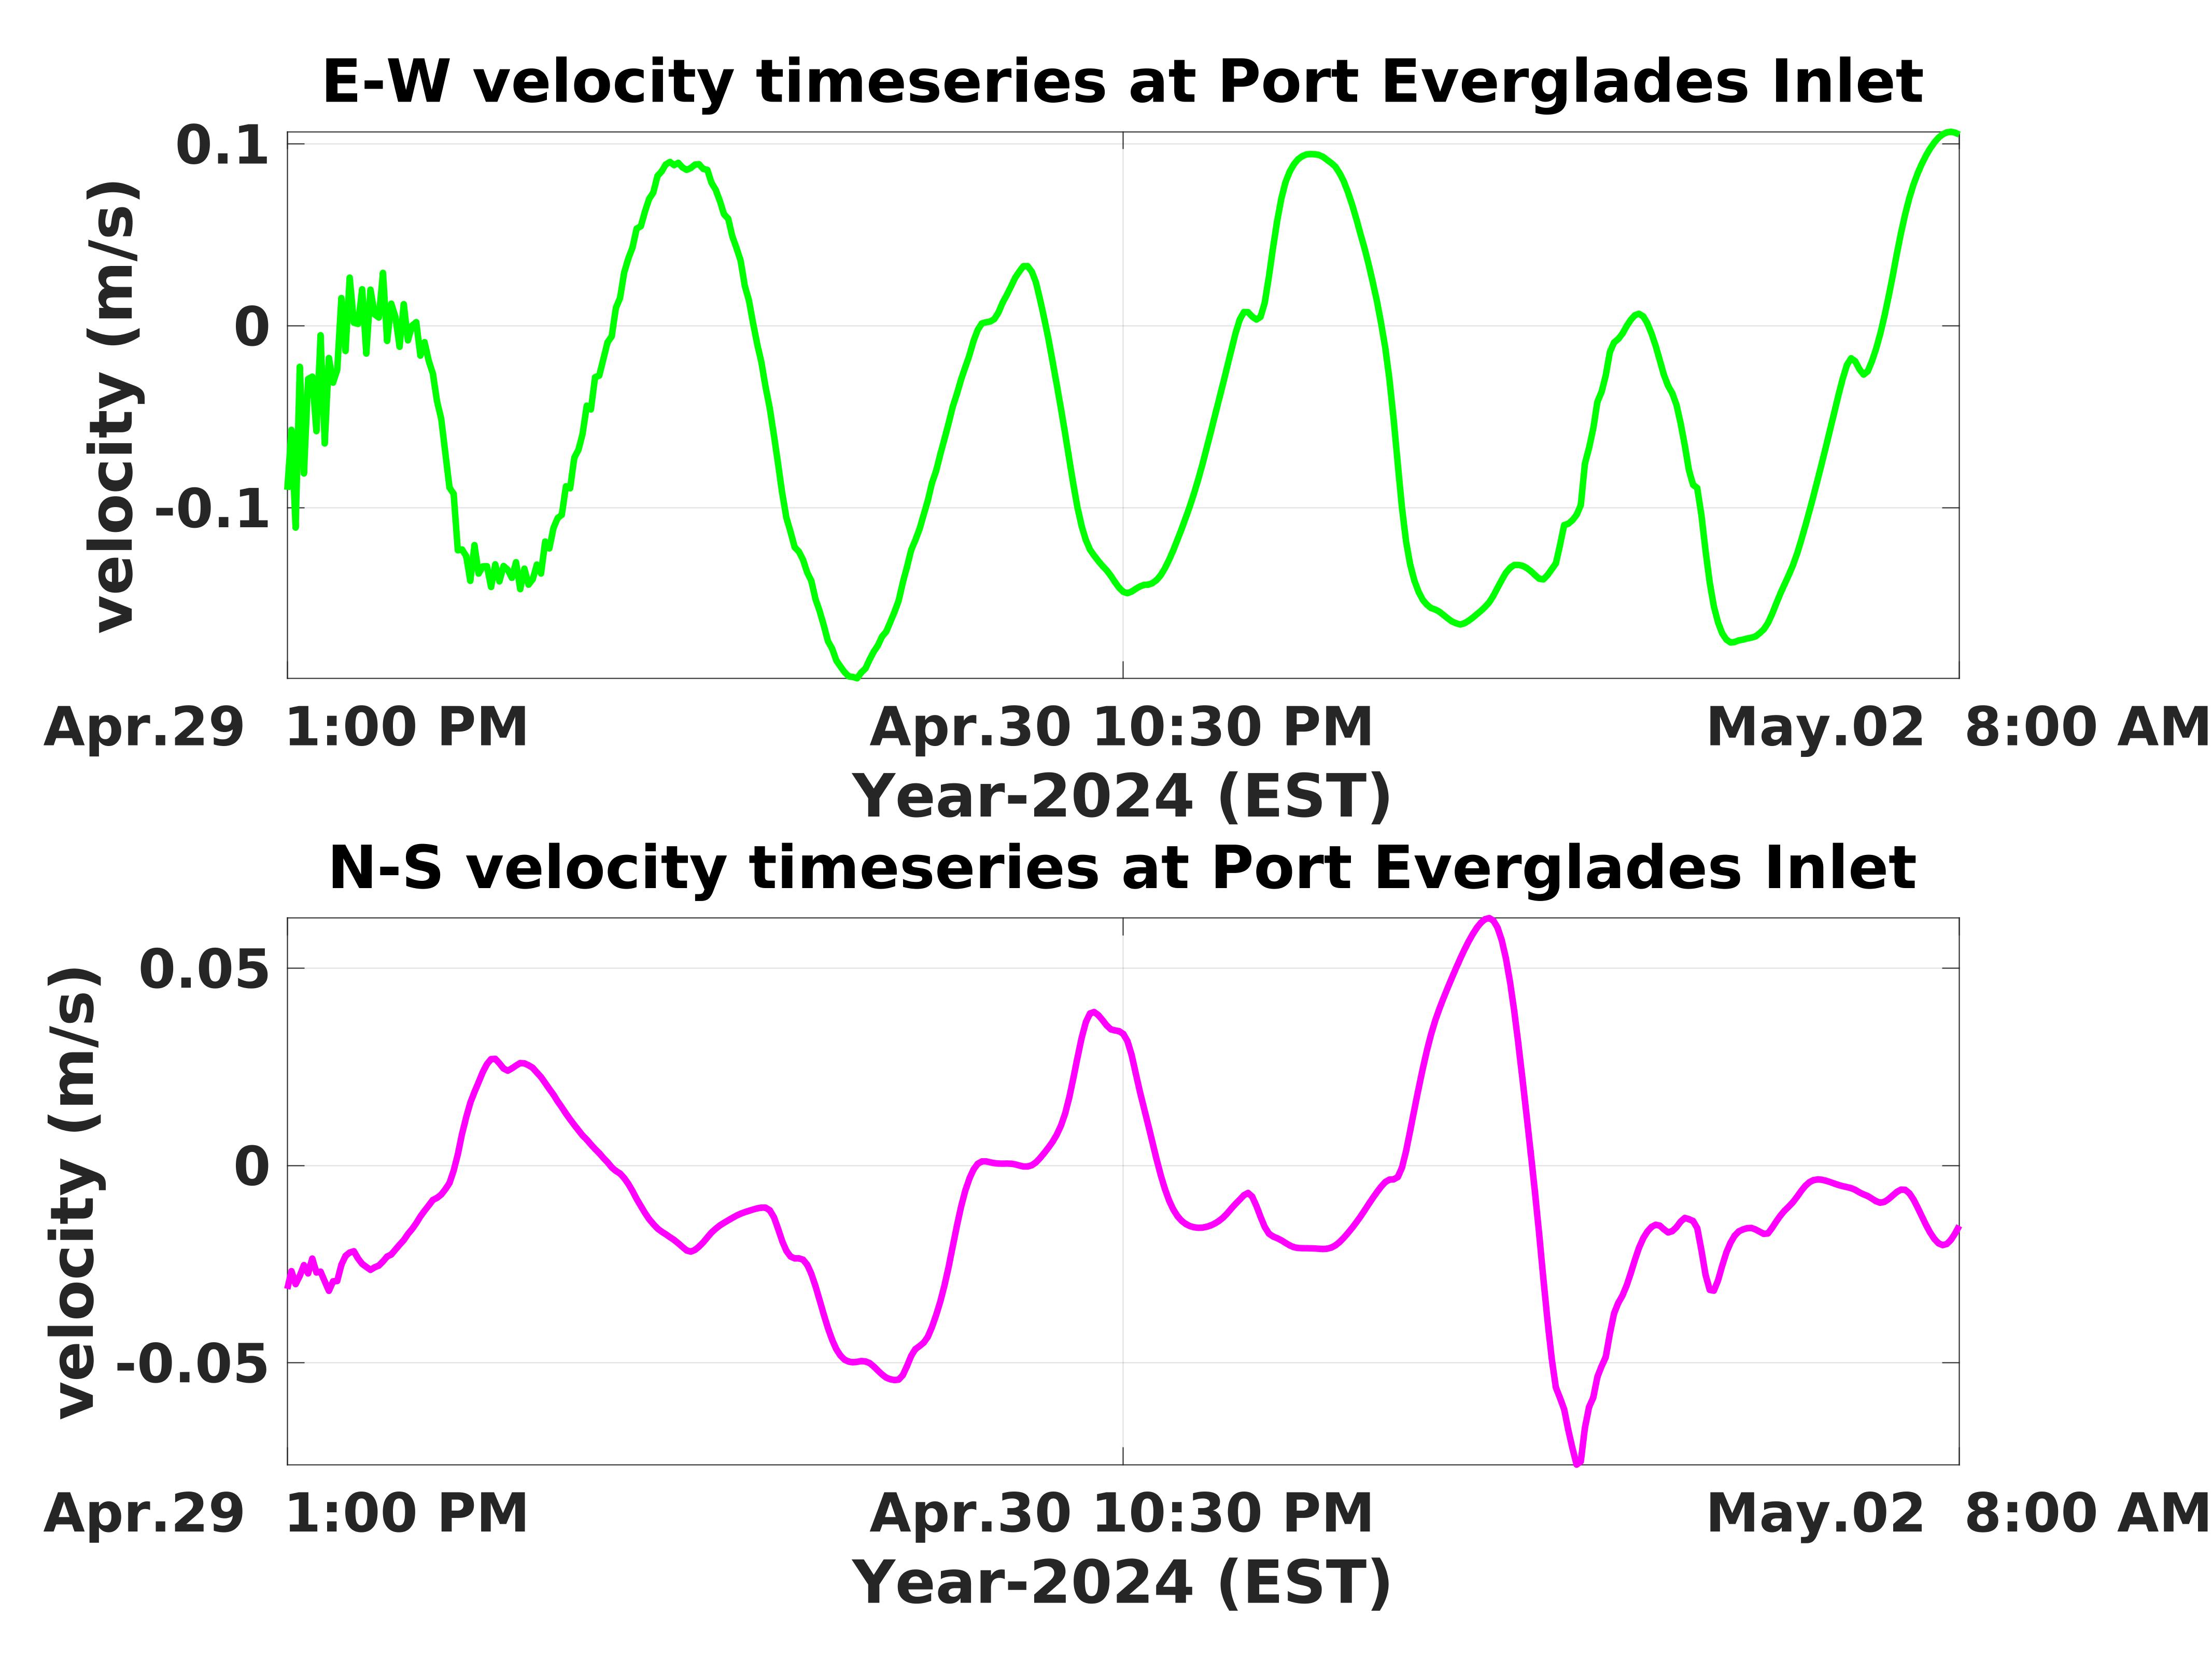 E-W velocity timeseries at Port Everglades Inlet
velocity (m/s)
0.1
0
-0.1
Apr.29  1:00 PM
Apr.30 10:30 PM
May.02  8:00 AM
Year-2024 (EST)
N-S velocity timeseries at Port Everglades Inlet
velocity (m/s)
0.05
0
-0.05
Apr.29  1:00 PM
Apr.30 10:30 PM
May.02  8:00 AM
Year-2024 (EST)